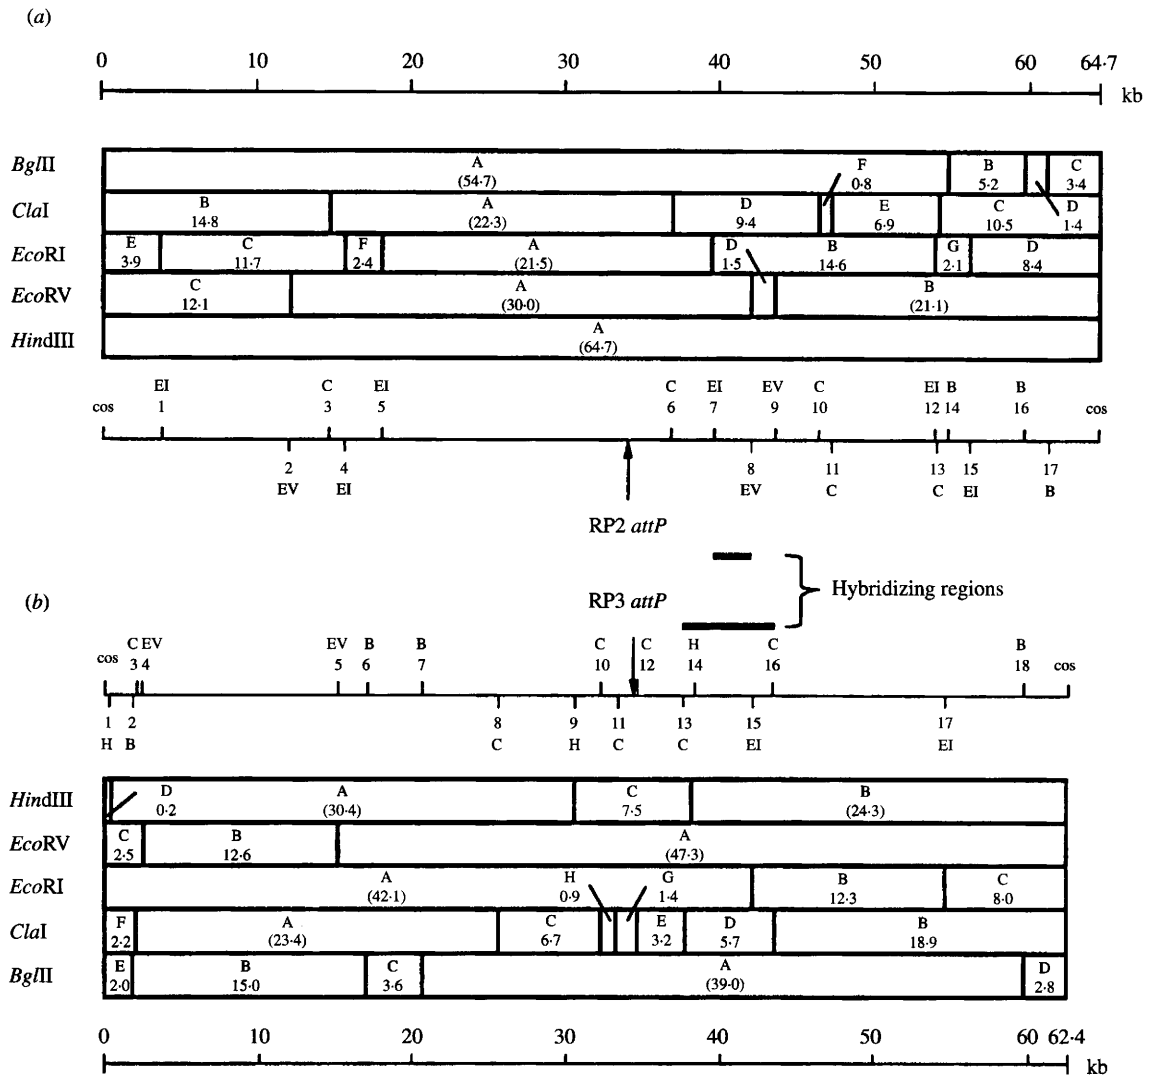 (a)
0 10 20 30 40 50 60 64·7
kb
BglII A F B C
(54·7) 0·8 5·2 3·4
ClaI B A D E C D
14·8 (22·3) 9·4 6·9 10·5 1·4
EcoRI E C F A D B G D
3·9 11·7 2·4 (21·5) 1·5 14·6 2·1 8·4
EcoRV C A B
12·1 (30·0) (21·1)
HindIII A
(64·7)
EI C EI C EI EV C EI B B
cos 1 3 5 6 7 9 10 12 14 16 cos
2 4 8 11 13 15 17
EV EI EV C C EI B
RP2 attP
Hybridizing regions
(b) RP3 attP
C EV EV B B C C H C B
cos 3 4 5 6 7 10 12 14 16 18 cos
1 2 8 9 11 13 15 17
H B C H C C EI EI
HindIII D A C B
0·2 (30·4) 7·5 (24·3)
EcoRV C B A
2·5 12·6 (47·3)
EcoRI A H G B C
(42·1) 0·9 1·4 12·3 8·0
ClaI F A C E D B
2·2 (23·4) 6·7 3·2 5·7 18·9
BglII E B C A D
2·0 15·0 3·6 (39·0) 2·8
0 10 20 30 40 50 60 62·4
kb